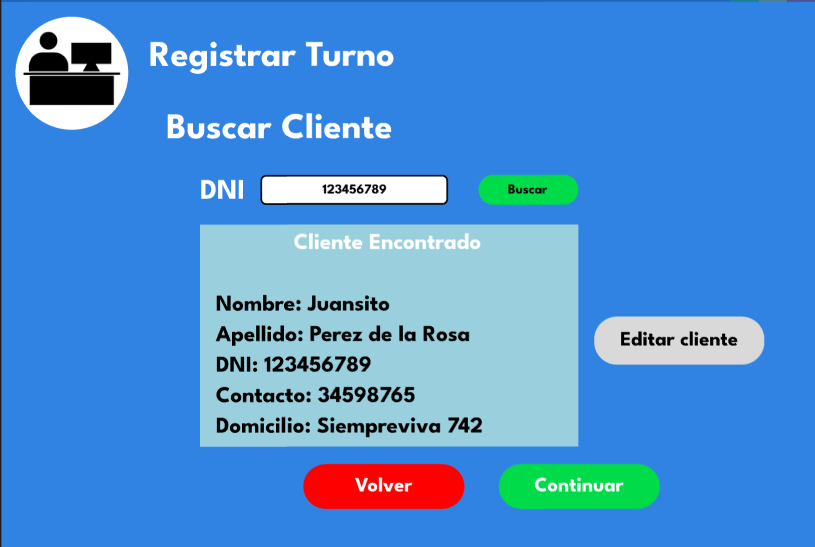 Registrar Turno
Buscar Cliente
DNI 123456789 Buscar
Cliente Encontrado
Nombre: Juansito
Apellido: Perez de la Rosa
DNI: 123456789
Contacto: 34598765
Domicilio: Siempreviva 742
Editar cliente
Volver Continuar